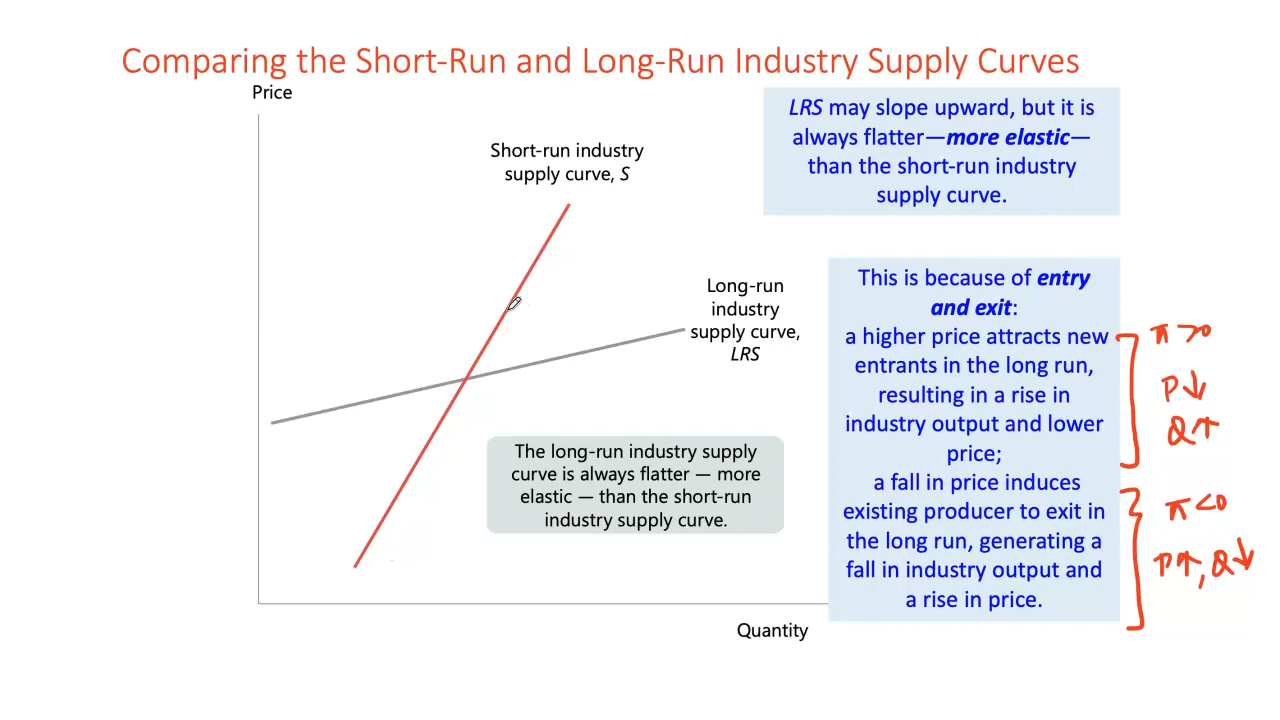 Comparing the Short-Run and Long-Run Industry Supply Curves
Price
LRS may slope upward, but it is
always flatter—more elastic—
than the short-run industry
supply curve.
Short-run industry
supply curve, S
This is because of entry
and exit:
a higher price attracts new
entrants in the long run,
resulting in a rise in
industry output and lower
price;
a fall in price induces
existing producer to exit in
the long run, generating a
fall in industry output and
a rise in price.
Long-run
industry
supply curve,
LRS
π >0
P↓
Q↑
The long-run industry supply
curve is always flatter — more
elastic — than the short-run
industry supply curve.
π <0
P↑, Q↓
Quantity